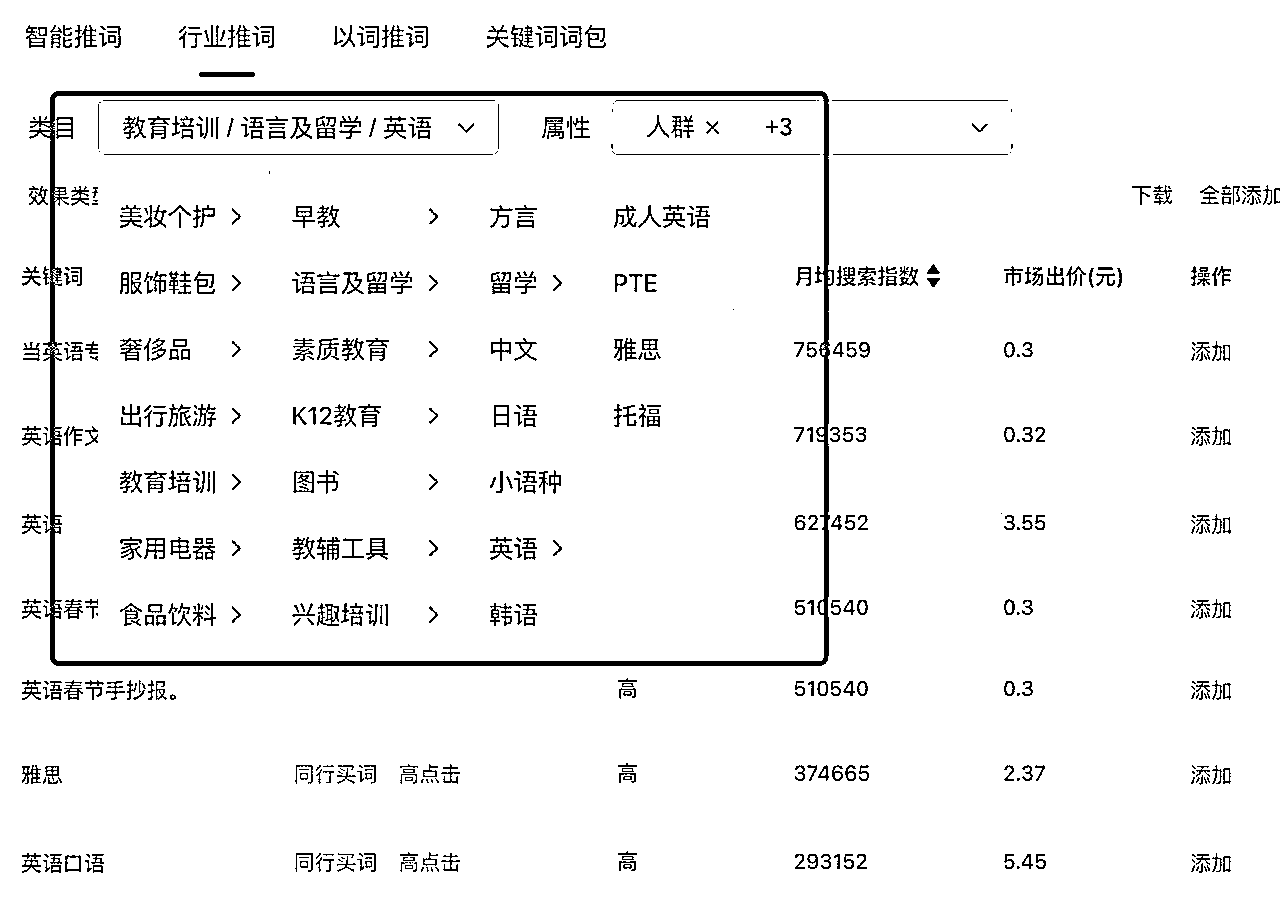 智能推词 行业推词 以词推词 关键词词包
类目 教育培训 / 语言及留学 / 英语 属性 人群 × +3
效果类型 下载 全部添加
美妆个护 > 早教 > 方言 成人英语
关键词 月均搜索指数 市场出价(元) 操作
服饰鞋包 > 语言及留学 > 留学 > PTE
当英语专 756459 0.3 添加
奢侈品 > 素质教育 > 中文 雅思
出行旅游 > K12教育 > 日语 托福
英语作文 719353 0.32 添加
教育培训 > 图书 > 小语种
英语 627452 3.55 添加
家用电器 > 教辅工具 > 英语 >
英语春节 510540 0.3 添加
食品饮料 > 兴趣培训 > 韩语
英语春节手抄报。 高 510540 0.3 添加
雅思 同行买词 高点击 高 374665 2.37 添加
英语口语 同行买词 高点击 高 293152 5.45 添加